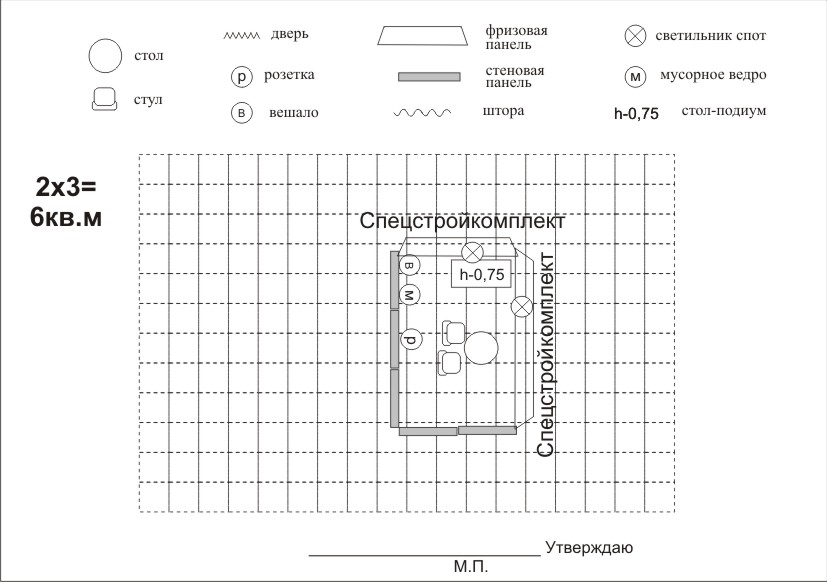 стол
стул
дверь
розетка
вешало
р
в
фризовая
панель
стеновая
панель
штора
светильник спот
м
мусорное ведро
h-0,75
стол-подиум
2х3=
6кв.м
Спецстройкомплект
Спецстройкомплект
в
h-0,75
м
р
Утверждаю
М.П.